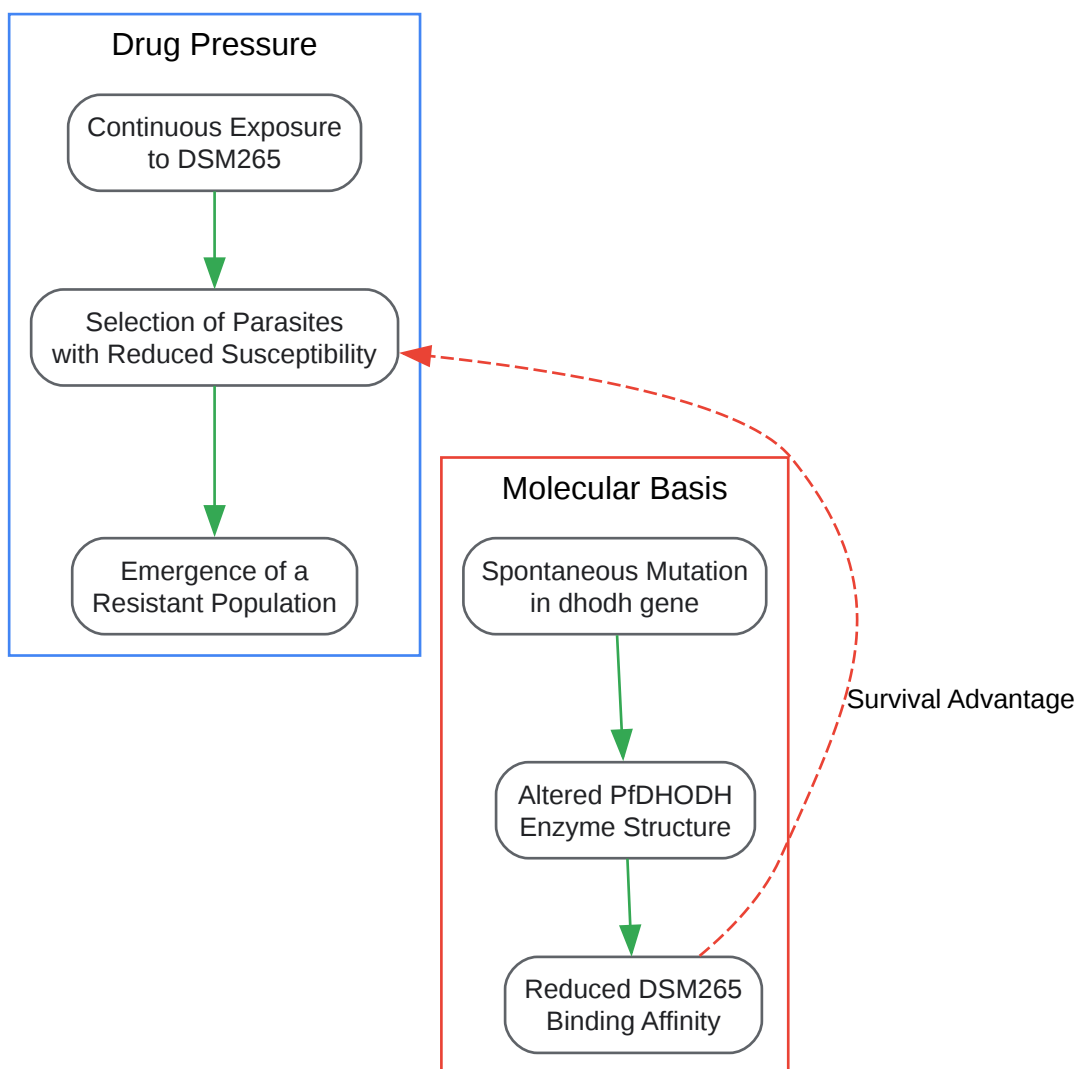 Drug Pressure
Continuous Exposure
to DSM265
Selection of Parasites
with Reduced Susceptibility
Emergence of a
Resistant Population
Molecular Basis
Spontaneous Mutation
in dhodh gene
Altered PfDHODH
Enzyme Structure
Reduced DSM265
Binding Affinity
Survival Advantage